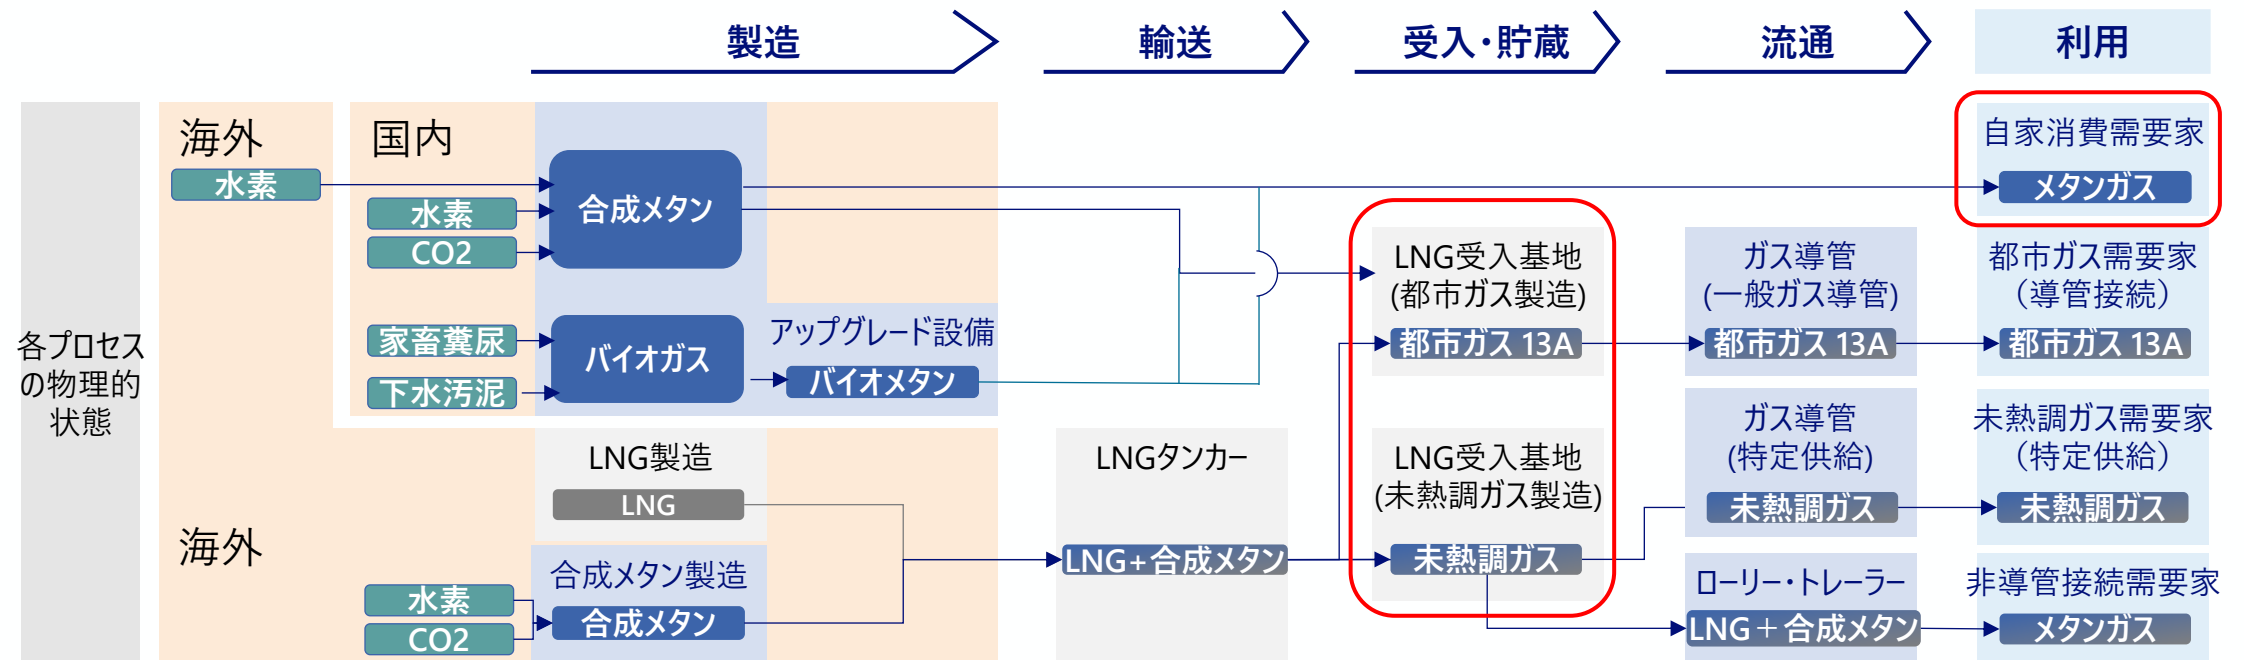 製造
輸送
受入・貯蔵
流通
利用
各プロセス
の物理的
状態
海外
水素
国内
水素
CO2
合成メタン
家畜糞尿
下水汚泥
バイオガス
アップグレード設備
バイオメタン
海外
LNG製造
LNG
水素
CO2
合成メタン製造
合成メタン
LNGタンカー
LNG+合成メタン
LNG受入基地
(都市ガス製造)
都市ガス 13A
LNG受入基地
(未熱調ガス製造)
未熱調ガス
ガス導管
(一般ガス導管)
都市ガス 13A
ガス導管
(特定供給)
未熱調ガス
ローリー・トレーラー
LNG+合成メタン
自家消費需要家
メタンガス
都市ガス需要家
(導管接続)
都市ガス 13A
未熱調ガス需要家
(特定供給)
未熱調ガス
非導管接続需要家
メタンガス